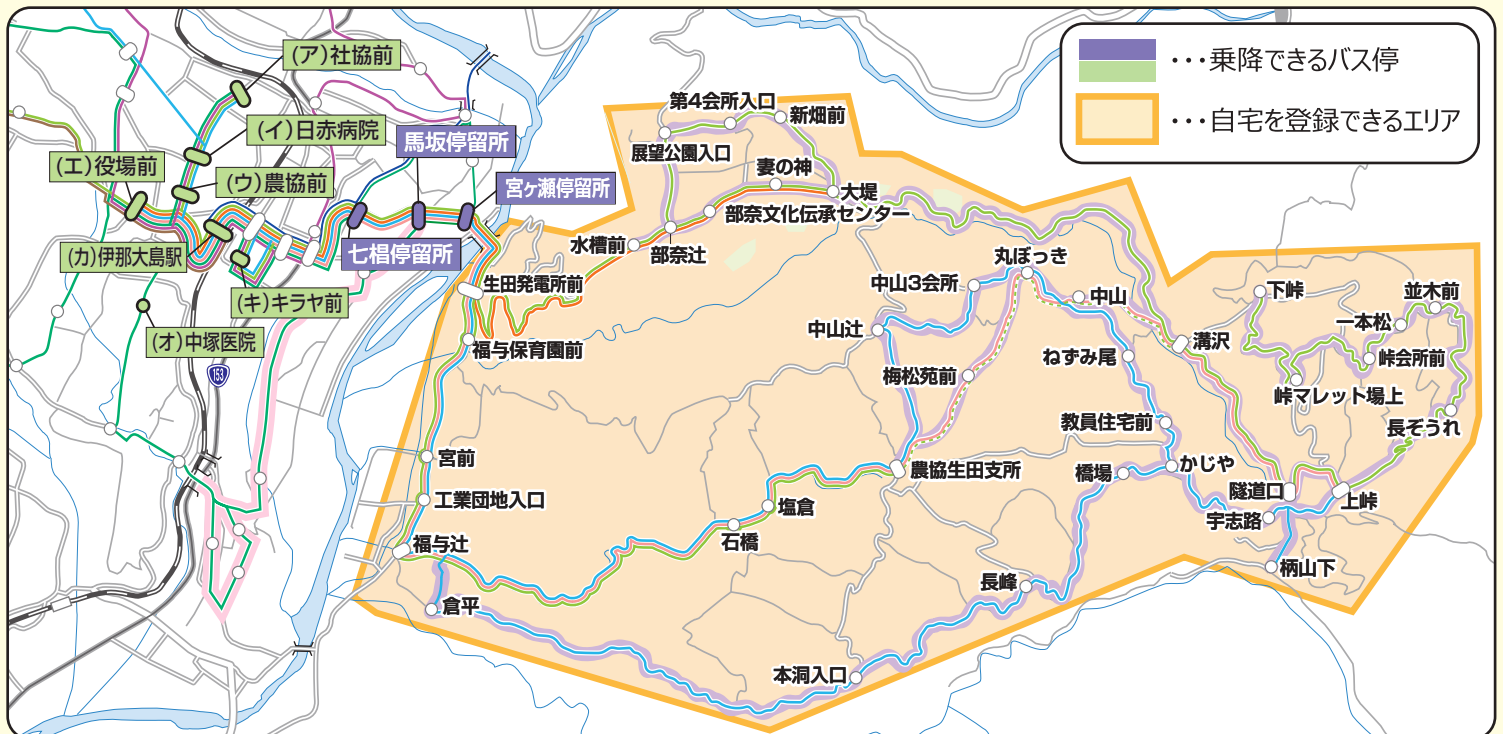 (ア)社協前
(イ)日赤病院
(エ)役場前
(ウ)農協前
(カ)伊那大島駅
(キ)キラヤ前
(オ)中塚医院
153
馬坂停留所
宮ヶ瀬停留所
七椙停留所
・・・乗降できるバス停
・・・自宅を登録できるエリア
第4会所入口
新畑前
展望公園入口
妻の神
大堤
部奈文化伝承センター
水槽前
部奈辻
生田発電所前
福与保育園前
丸ぼっき
中山3会所
中山
中山辻
溝沢
ねずみ尾
梅松苑前
下峠
並木前
一本松
峠会所前
峠マレット場上
長ぞうれ
教員住宅前
かじや
橋場
農協生田支所
隧道口
上峠
宇志路
柄山下
宮前
工業団地入口
塩倉
石橋
福与辻
倉平
長峰
本洞入口